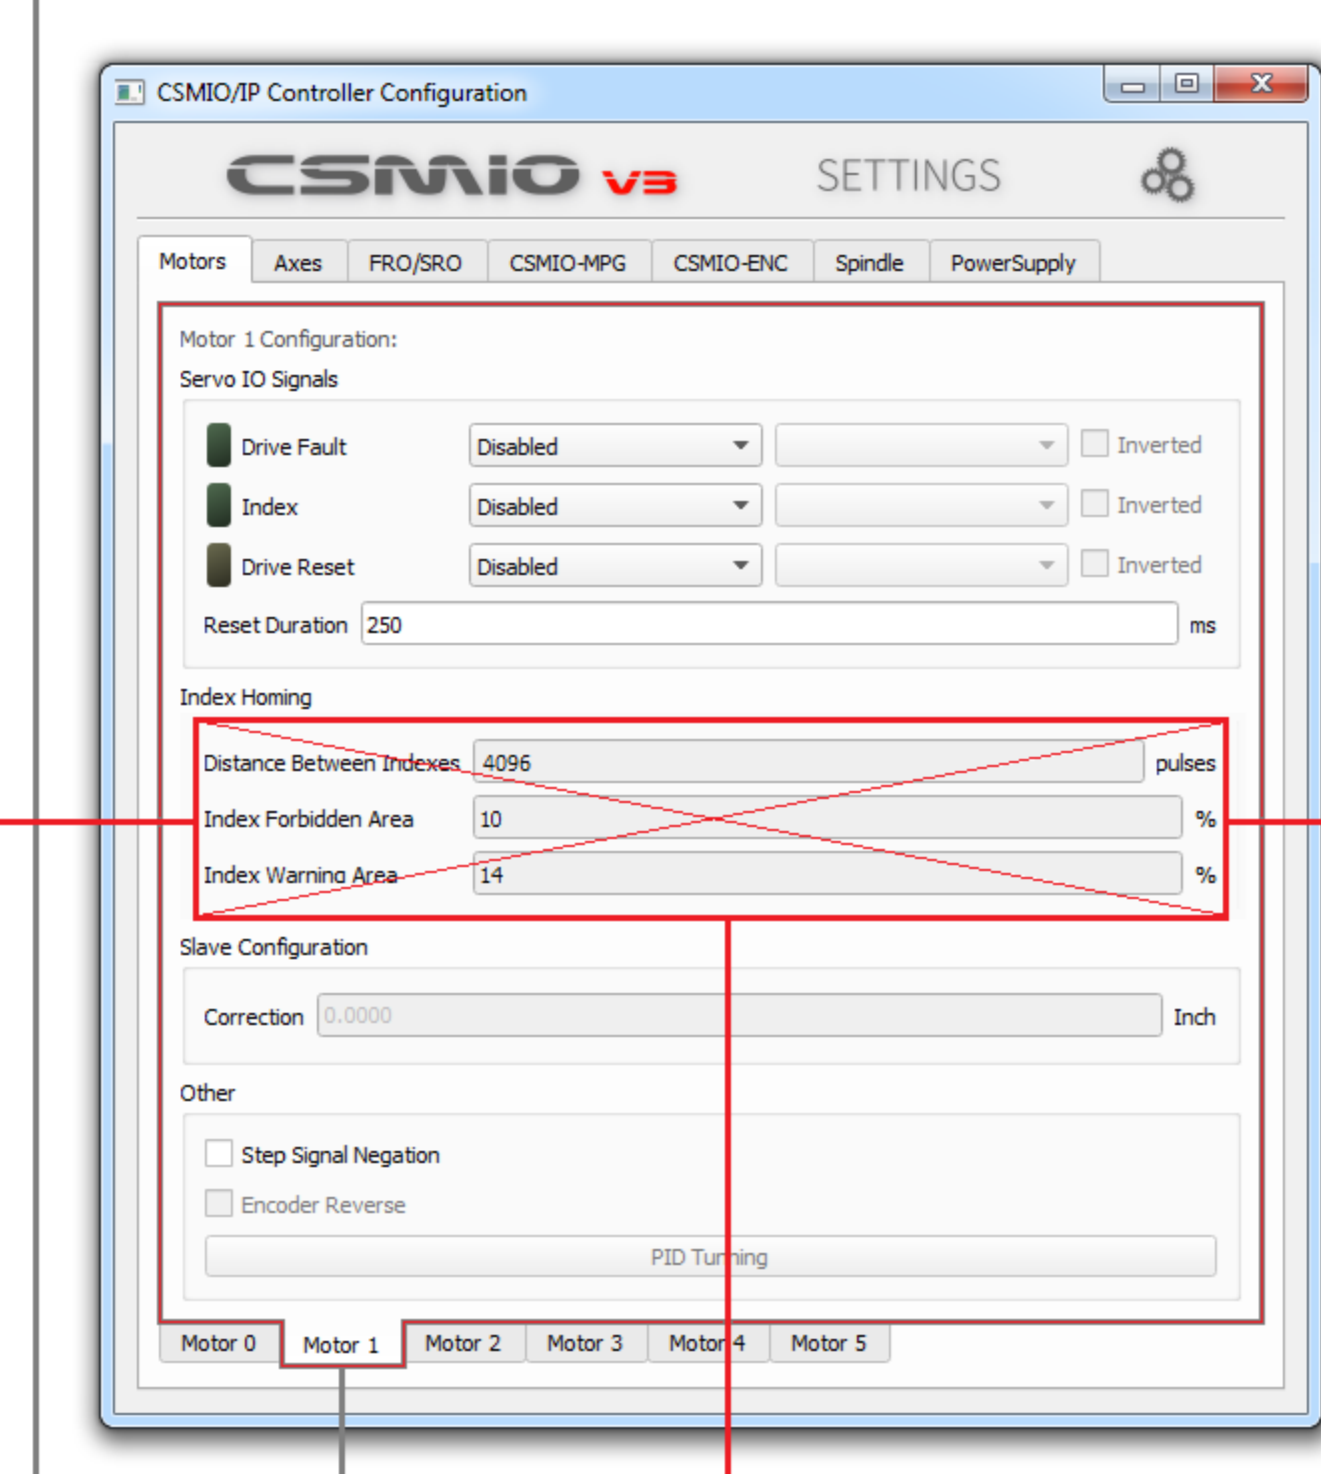 CSMIO/IP Controller Configuration
CSMIO V3 SETTINGS
Motors Axes FRO/SRO CSMIO-MPG CSMIO-ENC Spindle PowerSupply
Motor 1 Configuration:
Servo IO Signals
Drive Fault Disabled Inverted
Index Disabled Inverted
Drive Reset Disabled Inverted
Reset Duration 250 ms
Index Homing
Distance Between Indexes 4096 pulses
Index Forbidden Area 10 %
Index Warning Area 14 %
Slave Configuration
Correction 0.0000 Inch
Other
Step Signal Negation
Encoder Reverse
PID Tunning
Motor 0 Motor 1 Motor 2 Motor 3 Motor 4 Motor 5